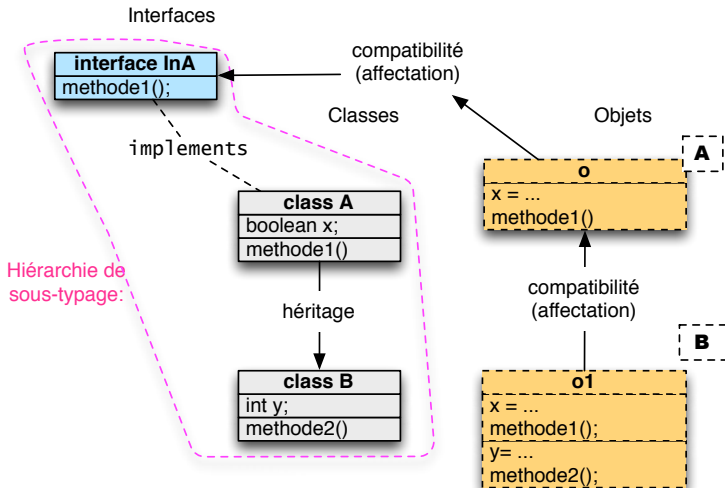 Interfaces
interface InA
methode1();
compatibilité
(affectation)
Classes
Objets
implements
A
o
x = ...
methode1()
class A
boolean x;
methode1()
Hiérarchie de
sous-typage:
héritage
compatibilité
(affectation)
B
class B
int y;
methode2()
o1
x = ...
methode1();
y= ...
methode2();